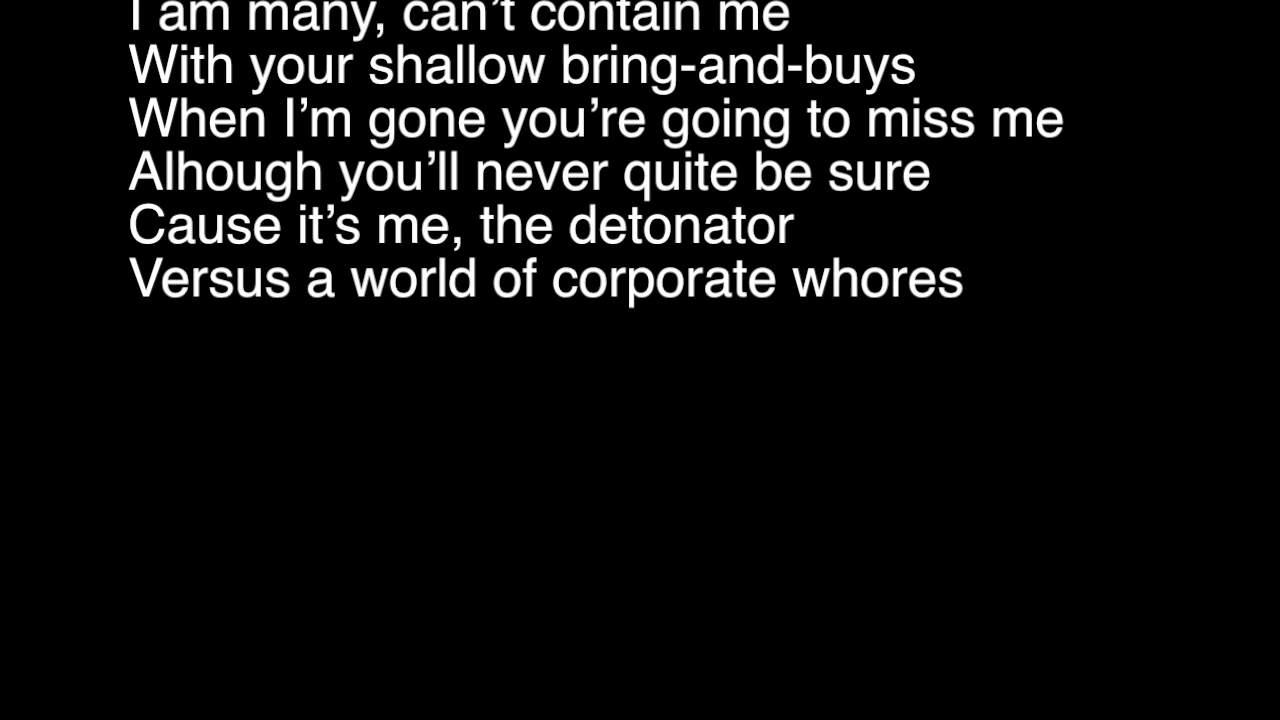 I am many, can’t contain me
With your shallow bring-and-buys
When I’m gone you’re going to miss me
Alhough you’ll never quite be sure
Cause it’s me, the detonator
Versus a world of corporate whores